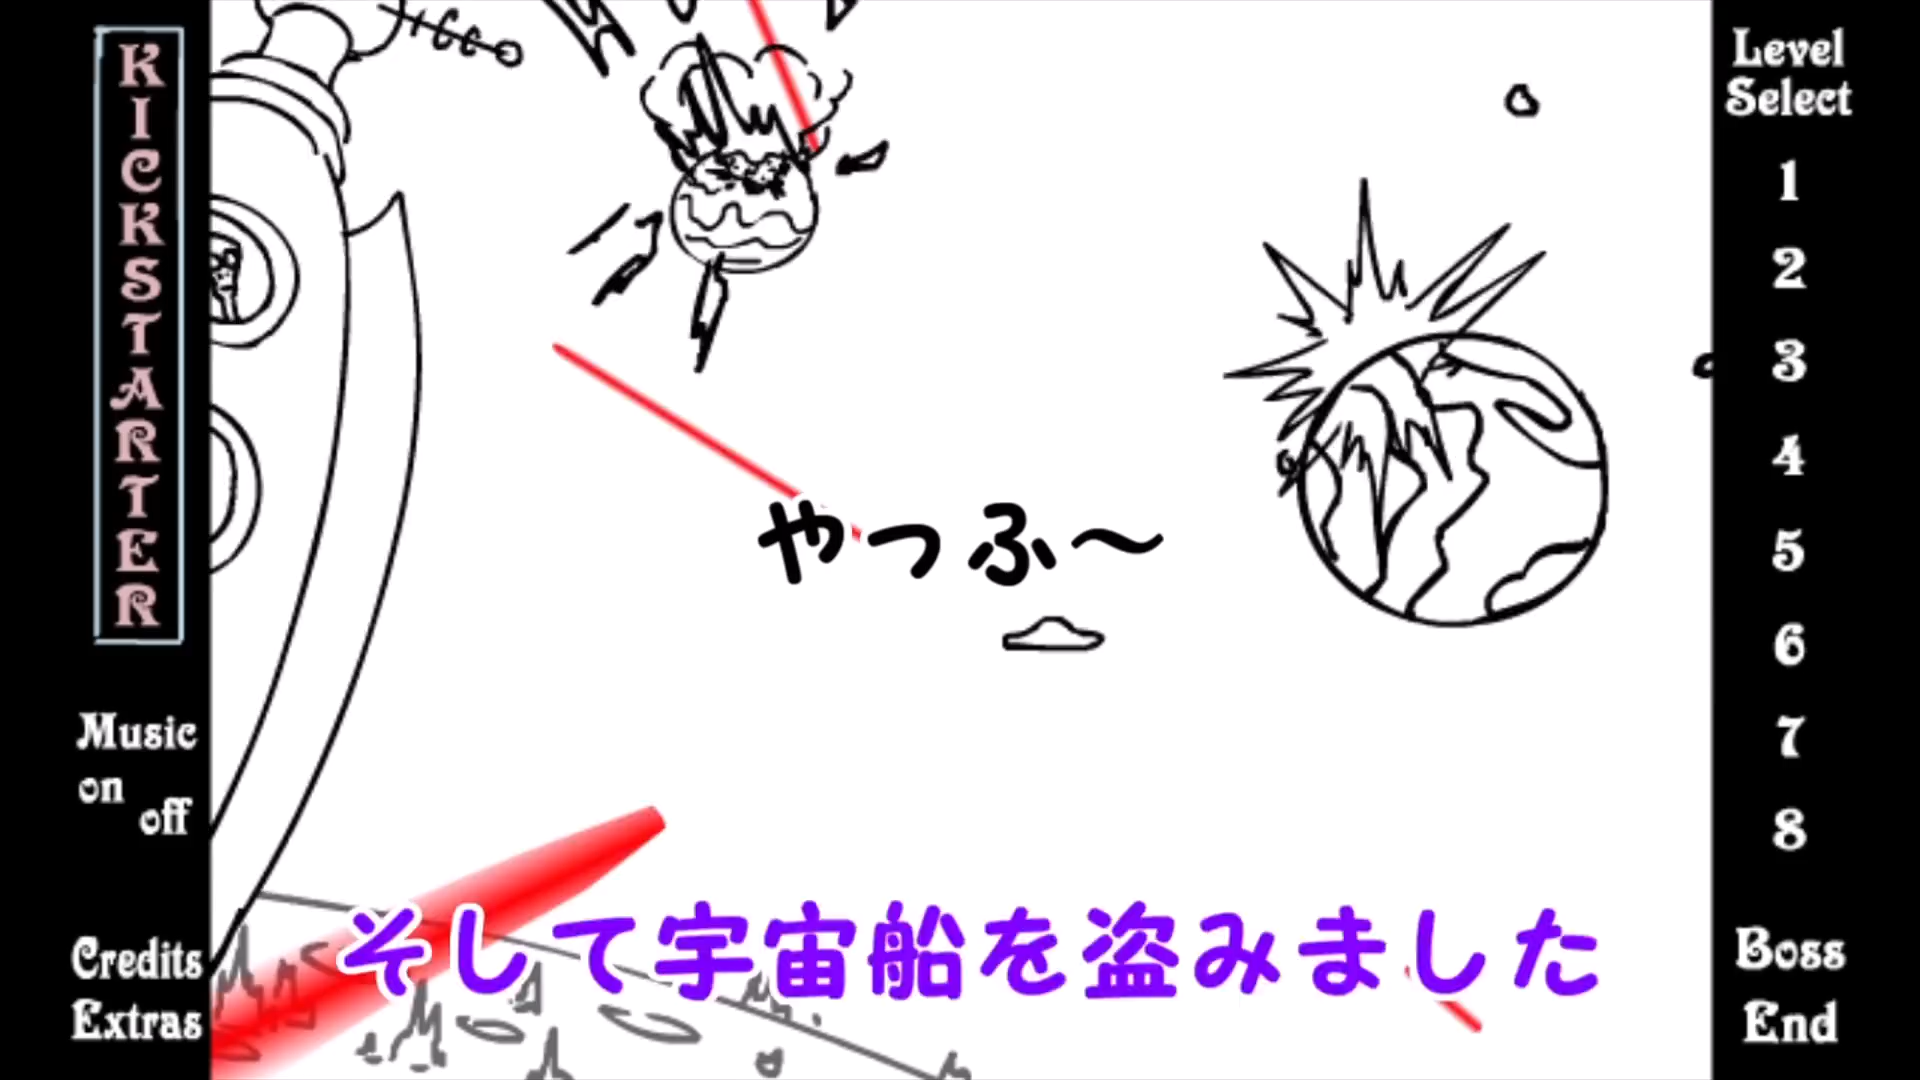 KICKSTARTER
Music
on
off
Credits
Extras
やっふ～
そして宇宙船を盗みました
Level
Select
1
2
3
4
5
6
7
8
Boss
End